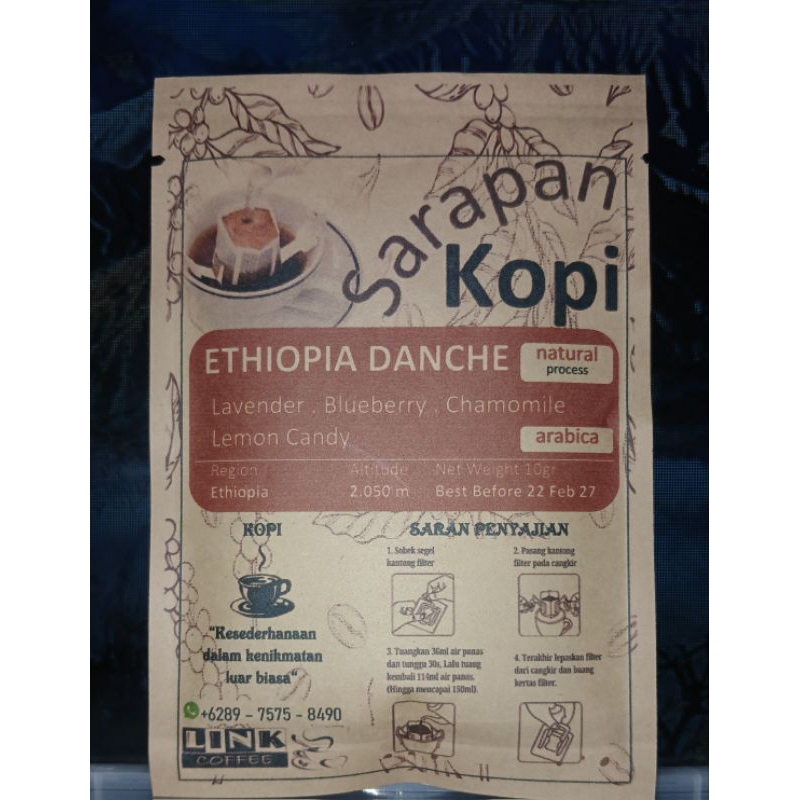 Sarapan
Kopi
ETHIOPIA DANCHE
natural
process
Lavender . Blueberry . Chamomile
Lemon Candy
arabica
Region Altitude Net Weight 10gr
Ethiopia 2.050 m Best Before 22 Feb 27
KOPI
"Kesederhanaan
dalam kenikmatan
luar biasa"
+6289 - 7575 - 8490
LINK
COFFEE
SARAN PENYAJIAN
1. Sobek segel
kantong filter
2. Pasang kantong
filter pada cangkir
3. Tuangkan 36ml air panas
dan tunggu 30s, Lalu tuang
kembali 114ml air panas.
(Hingga mencapai 150ml)
4. Terakhir lepaskan filter
dari cangkir dan buang
kertas filter.